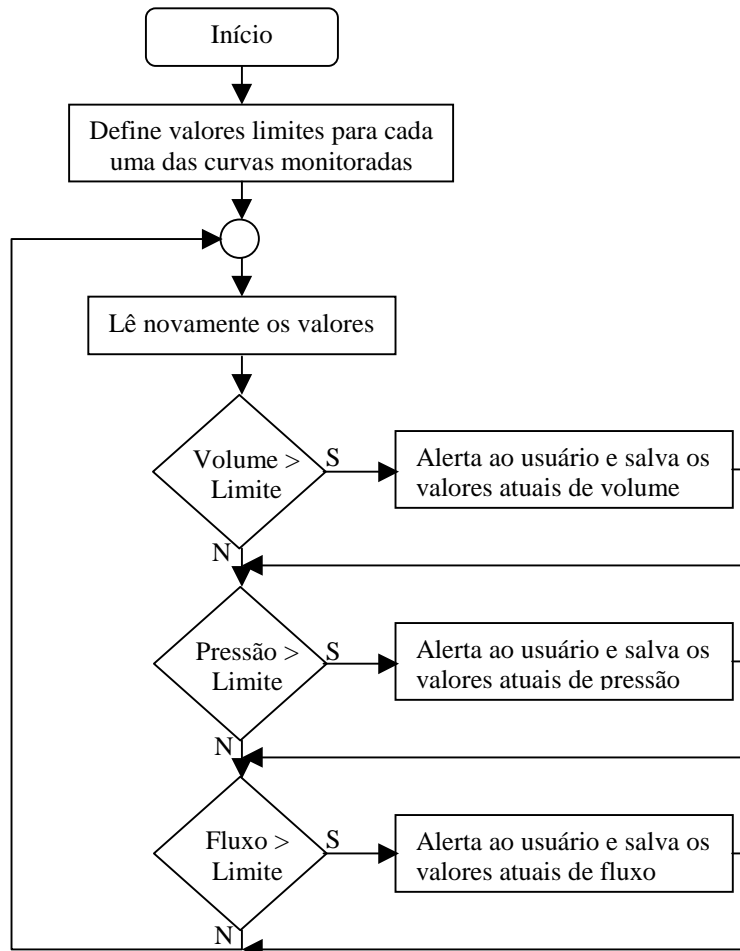 Início
Define valores limites para cada
uma das curvas monitoradas
Lê novamente os valores
Volume >
Limite
S
Alerta ao usuário e salva os
valores atuais de volume
N
Pressão >
Limite
S
Alerta ao usuário e salva os
valores atuais de pressão
N
Fluxo >
Limite
S
Alerta ao usuário e salva os
valores atuais de fluxo
N